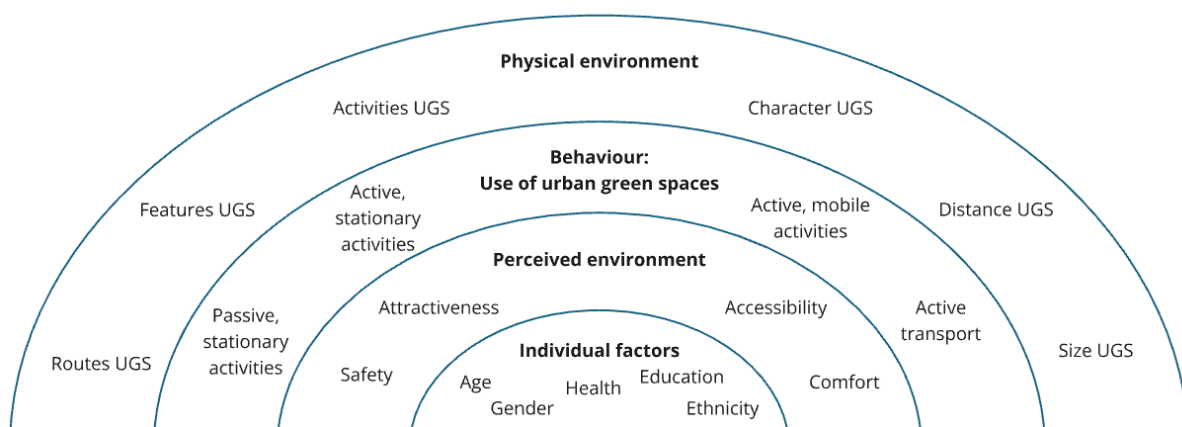 Physical environment
Activities UGS
Character UGS
Features UGS
Distance UGS
Routes UGS
Size UGS
Behaviour:
Use of urban green spaces
Active,
stationary
activities
Active, mobile
activities
Passive,
stationary
activities
Active
transport
Perceived environment
Attractiveness
Accessibility
Safety
Comfort
Individual factors
Age
Gender
Health
Education
Ethnicity